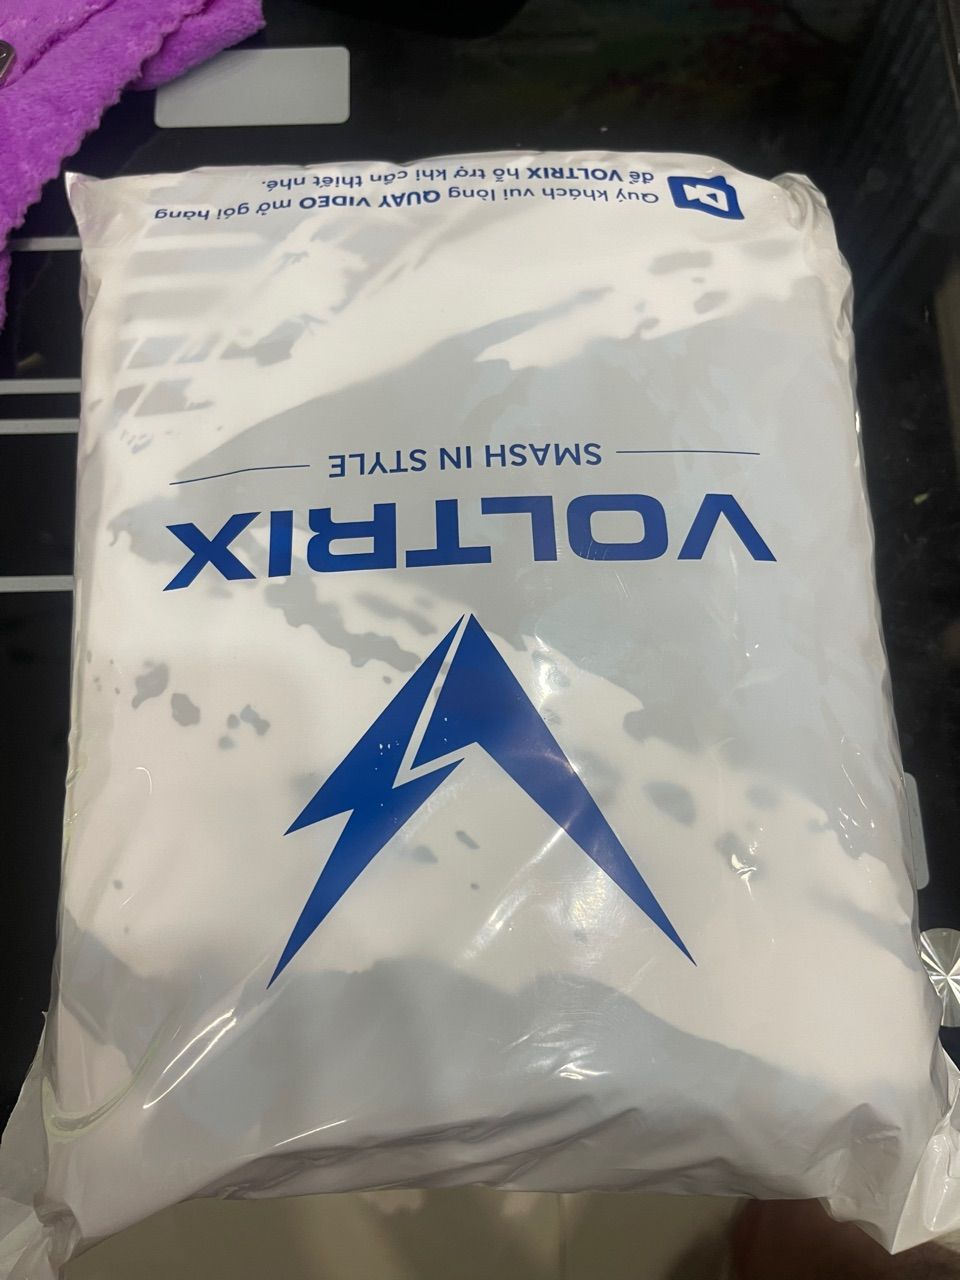 VOLTRIX
SMASH IN STYLE
Quý khách vui lòng QUAY VIDEO mở gói hàng
để VOLTRIX hỗ trợ khi cần thiết nhé.